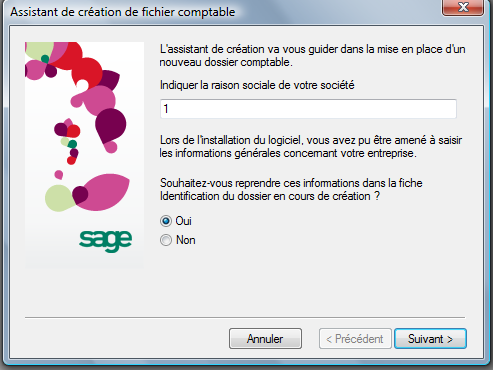 Assistant de création de fichier comptable
L'assistant de création va vous guider dans la mise en place d'un
nouveau dossier comptable.
Indiquer la raison sociale de votre société
1
Lors de l'installation du logiciel, vous avez pu être amené à saisir
les informations générales concernant votre entreprise.
Souhaitez-vous reprendre ces informations dans la fiche
Identification du dossier en cours de création ?
Oui
Non
sage
Annuler
< Précédent
Suivant >